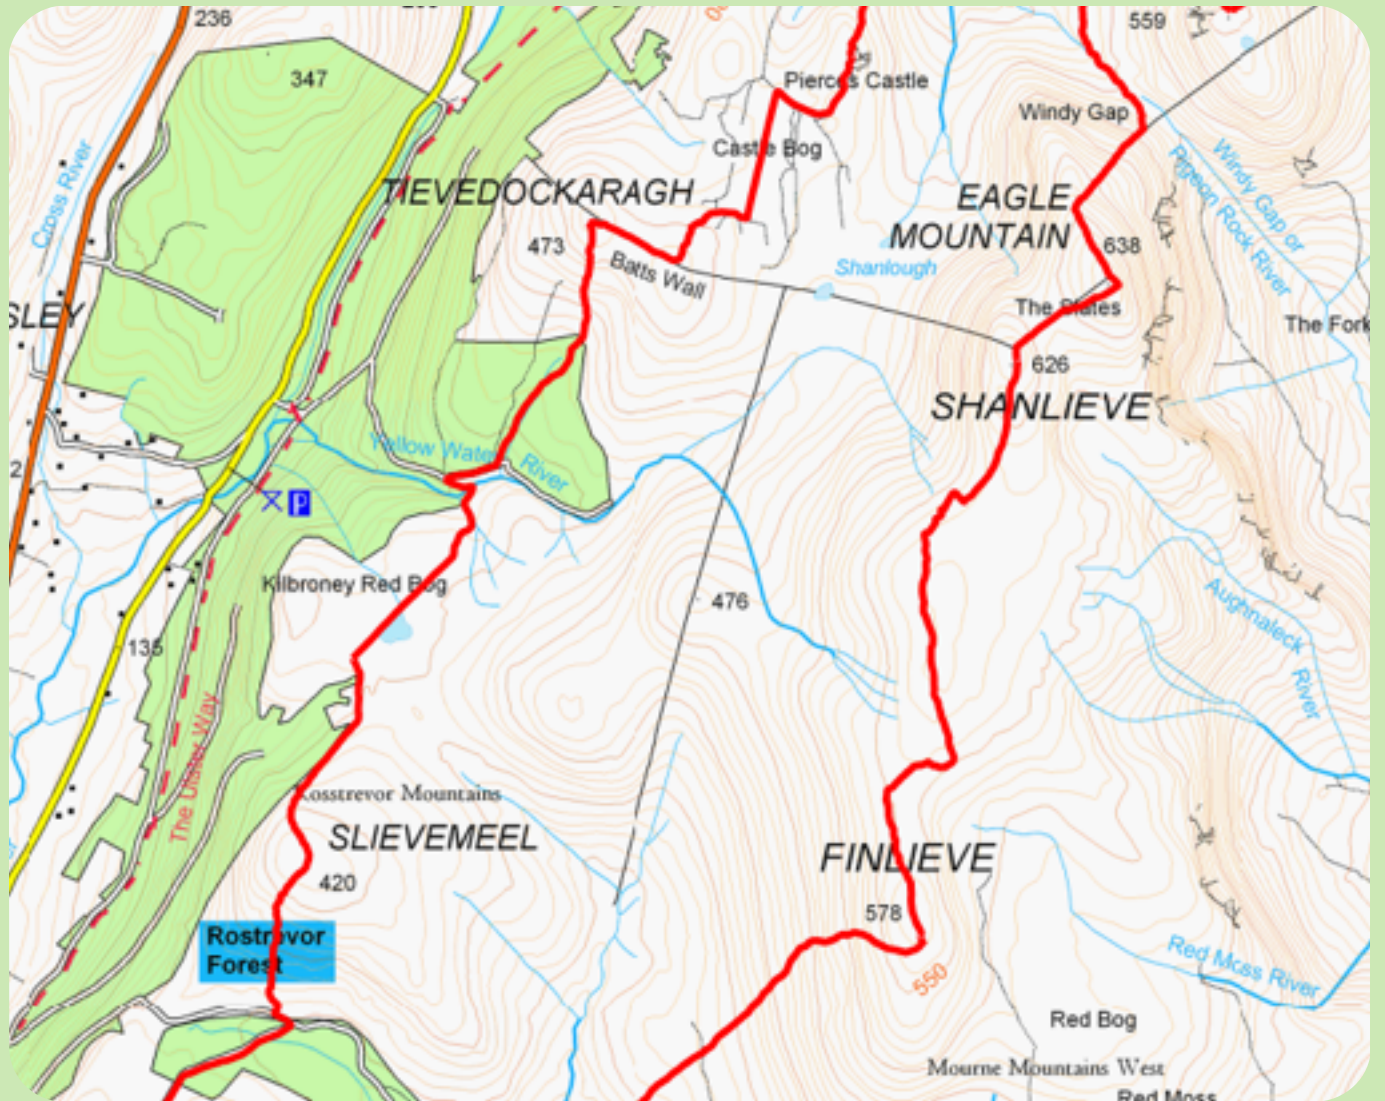 236
559
347
Pierces Castle
Windy Gap
Castle Bog
Cross River
Windy Gap or
Pigeon Rock River
TIEVEDOCKARAGH
EAGLE
MOUNTAIN
473
638
Batts Wall
Shanlough
The Slates
SLEY
The Fork
626
SHANLIEVE
Yellow Water River
2
P
Kilbroney Red Bog
476
Aughnaleck
River
135
The Ulster Way
Rosstrevor Mountains
SLIEVEMEEL
FINLIEVE
420
578
Rostrevor
Forest
Red Moss River
550
Red Bog
Mourne Mountains West
Red Moss